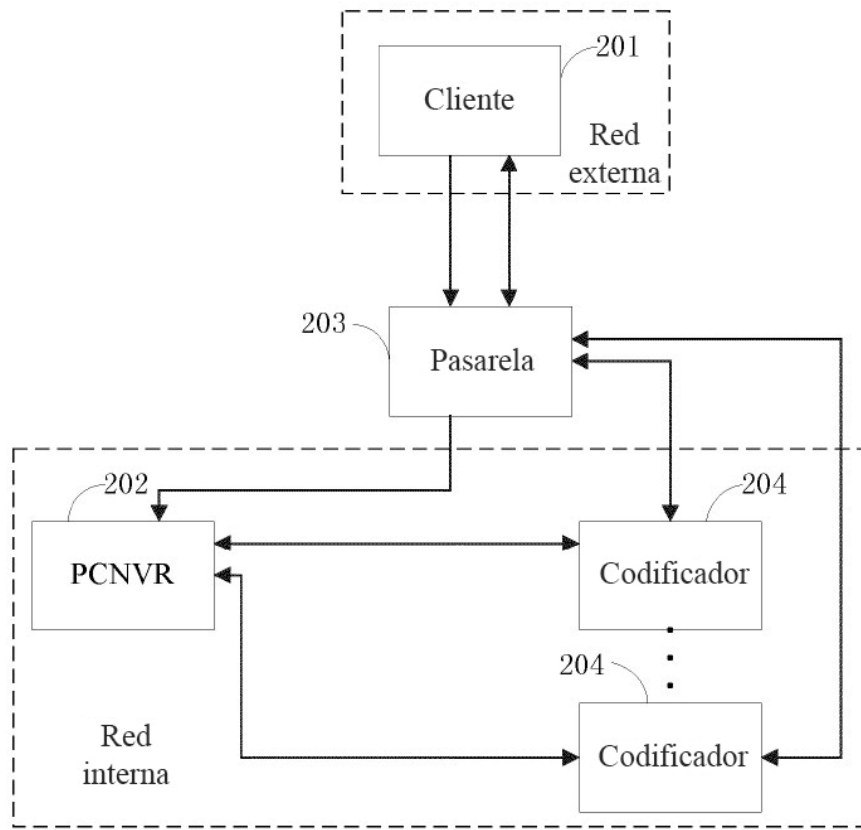 201
Cliente
Red
externa
203
Pasarela
202
204
PCNVR
Codificador
204
Codificador
Red
interna